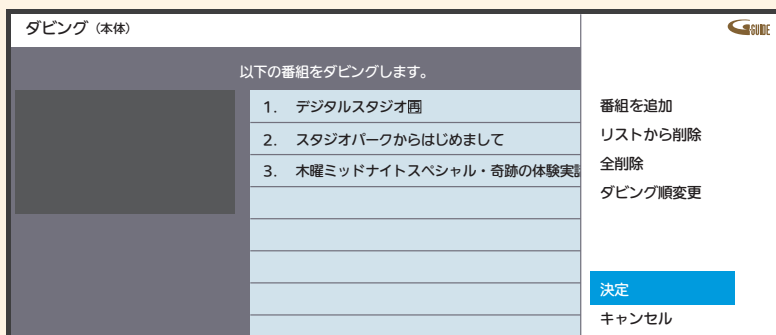 ダビング（本体）
G GUIDE
以下の番組をダビングします。
1. デジタルスタジオ画
2. スタジオパークからはじめまして
3. 木曜ミッドナイトスペシャル・奇跡の体験実
番組を追加
リストから削除
全削除
ダビング順変更
決定
キャンセル